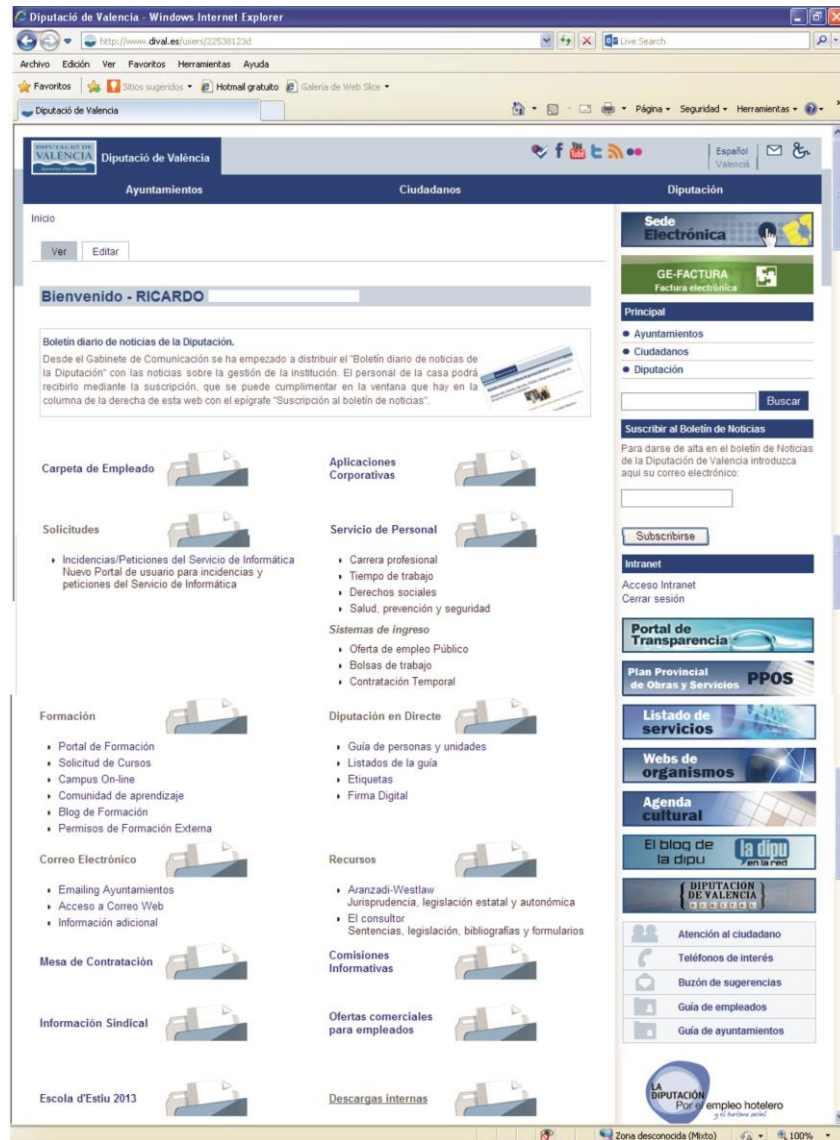 Diputació de Valencia - Windows Internet Explorer
http://www.dival.es/users/22538123d
Live Search
Archivo Edición Ver Favoritos Herramientas Ayuda
Favoritos Sitios sugeridos Hotmail gratuito Galería de Web Slice
Diputació de Valencia
Página Seguridad Herramientas
DIPUTACIÓ DE
VALÈNCIA
Diputació de València
Español
Valencià
Ayuntamientos Ciudadanos Diputación
Inicio
Ver Editar
Bienvenido - RICARDO
Boletín diario de noticias de la Diputación.
Desde el Gabinete de Comunicación se ha empezado a distribuir el "Boletín diario de noticias de
la Diputación" con las noticias sobre la gestión de la institución. El personal de la casa podrá
recibirlo mediante la suscripción, que se puede cumplimentar en la ventana que hay en la
columna de la derecha de esta web con el epígrafe "Suscripción al boletín de noticias".
Carpeta de Empleado
Aplicaciones
Corporativas
Solicitudes
Incidencias/Peticiones del Servicio de Informática
Nuevo Portal de usuario para incidencias y
peticiones del Servicio de Informática
Servicio de Personal
Carrera profesional
Tiempo de trabajo
Derechos sociales
Salud, prevención y seguridad
Sistemas de ingreso
Oferta de empleo Público
Bolsas de trabajo
Contratación Temporal
Formación
Portal de Formación
Solicitud de Cursos
Campus On-line
Comunidad de aprendizaje
Blog de Formación
Permisos de Formación Externa
Diputación en Directe
Guía de personas y unidades
Listados de la guía
Etiquetas
Firma Digital
Correo Electrónico
Emailing Ayuntamientos
Acceso a Correo Web
Información adicional
Recursos
Aranzadi-Westlaw
Jurisprudencia, legislación estatal y autonómica
El consultor
Sentencias, legislación, bibliografías y formularios
Mesa de Contratación
Comisiones
Informativas
Información Sindical
Ofertas comerciales
para empleados
Escola d'Estiu 2013
Descargas internas
Sede
Electrónica
GE-FACTURA
Factura electrónica
Principal
Ayuntamientos
Ciudadanos
Diputación
Buscar
Suscribir al Boletín de Noticias
Para darse de alta en el boletín de Noticias
de la Diputación de Valencia introduzca
aqui su correo electrónico:
Subscribirse
Intranet
Acceso Intranet
Cerrar sesión
Portal de
Transparencia
Plan Provincial
de Obras y Servicios PPOS
Listado de
servicios
Webs de
organismos
Agenda
cultural
El blog de
la dipu
la dipu
en la red
DIPUTACION
DE VALENCIA
Atención al ciudadano
Teléfonos de interés
Buzón de sugerencias
Guía de empleados
Guía de ayuntamientos
LA
DIPUTACIÓN
Por el empleo hotelero
y el turismo social
Zona desconocida (Mixto) 100%